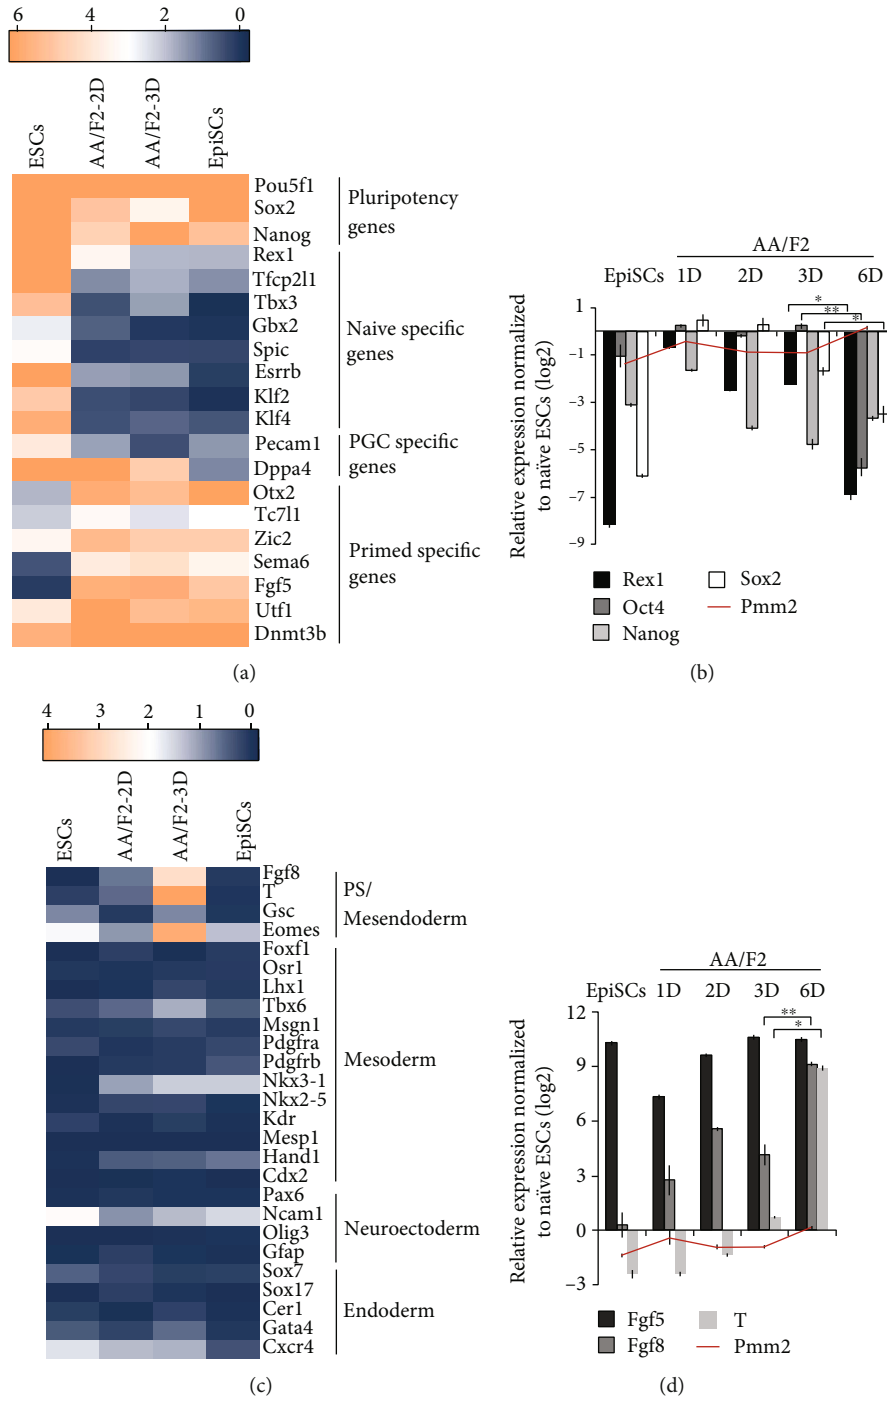 6 4 2 0
ESCs AA/F2-2D AA/F2-3D EpiSCs
Pou5f1
Sox2
Nanog
Pluripotency
genes
Rex1
Tfcp2l1
Tbx3
Gbx2
Spic
Esrrb
Klf2
Klf4
Naive specific
genes
Pecam1
Dppa4
PGC specific
genes
Otx2
Tc7l1
Zic2
Sema6
Fgf5
Utf1
Dnmt3b
Primed specific
genes
(a)
AA/F2
EpiSCs 1D 2D 3D 6D
* ** *
1
−1
−3
−5
−7
−9
Relative expression normalized
to naïve ESCs (log2)
Rex1
Oct4
Nanog
Sox2
Pmm2
(b)
4 3 2 1 0
ESCs AA/F2-2D AA/F2-3D EpiSCs
Fgf8
T
Gsc
Eomes
PS/
Mesendoderm
Foxf1
Osr1
Lhx1
Tbx6
Msgn1
Pdgfra
Pdgfrb
Nkx3-1
Nkx2-5
Kdr
Mesp1
Hand1
Cdx2
Mesoderm
Pax6
Ncam1
Olig3
Gfap
Neuroectoderm
Sox7
Sox17
Cer1
Gata4
Cxcr4
Endoderm
(c)
AA/F2
EpiSCs 1D 2D 3D 6D
** *
12
9
6
3
0
−3
Relative expression normalized
to naïve ESCs (log2)
Fgf5
Fgf8
T
Pmm2
(d)